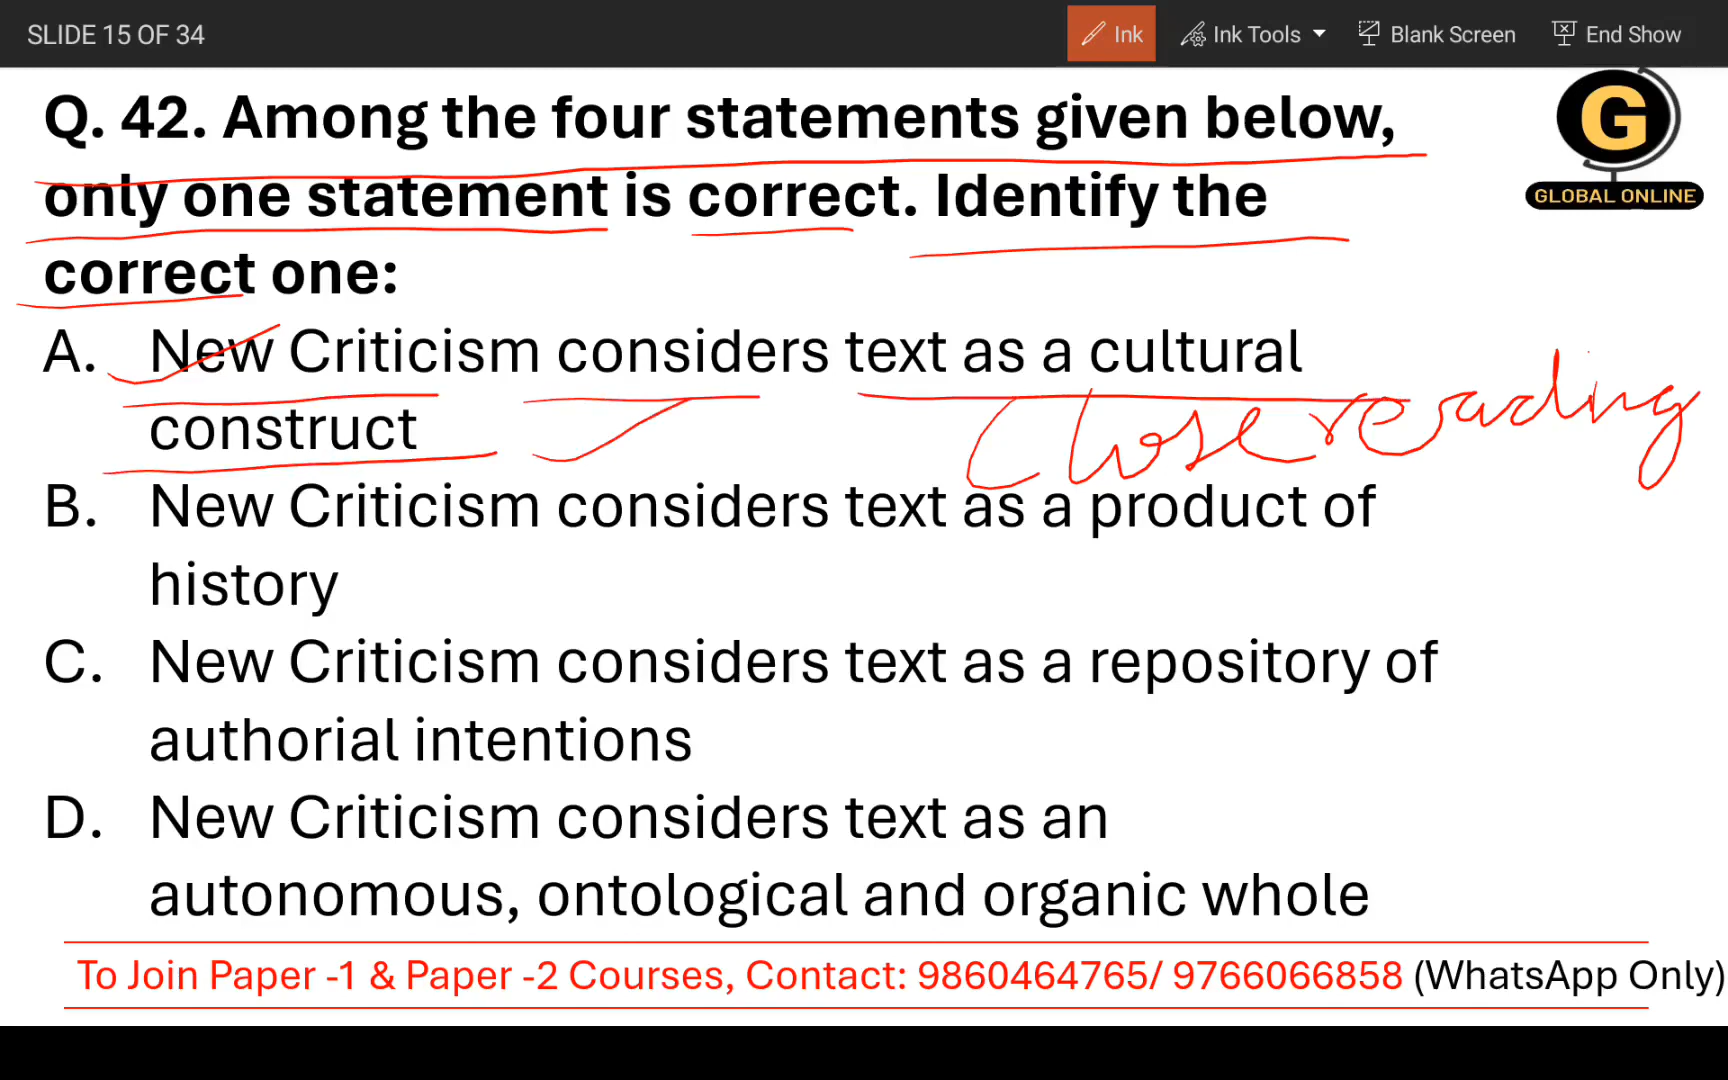 SLIDE 15 OF 34 Ink Ink Tools Blank Screen End Show
Q. 42. Among the four statements given below,
only one statement is correct. Identify the
correct one:
G
GLOBAL ONLINE
A. New Criticism considers text as a cultural
construct
Close reading
B. New Criticism considers text as a product of
history
C. New Criticism considers text as a repository of
authorial intentions
D. New Criticism considers text as an
autonomous, ontological and organic whole
To Join Paper -1 & Paper -2 Courses, Contact: 9860464765/ 9766066858 (WhatsApp Only)